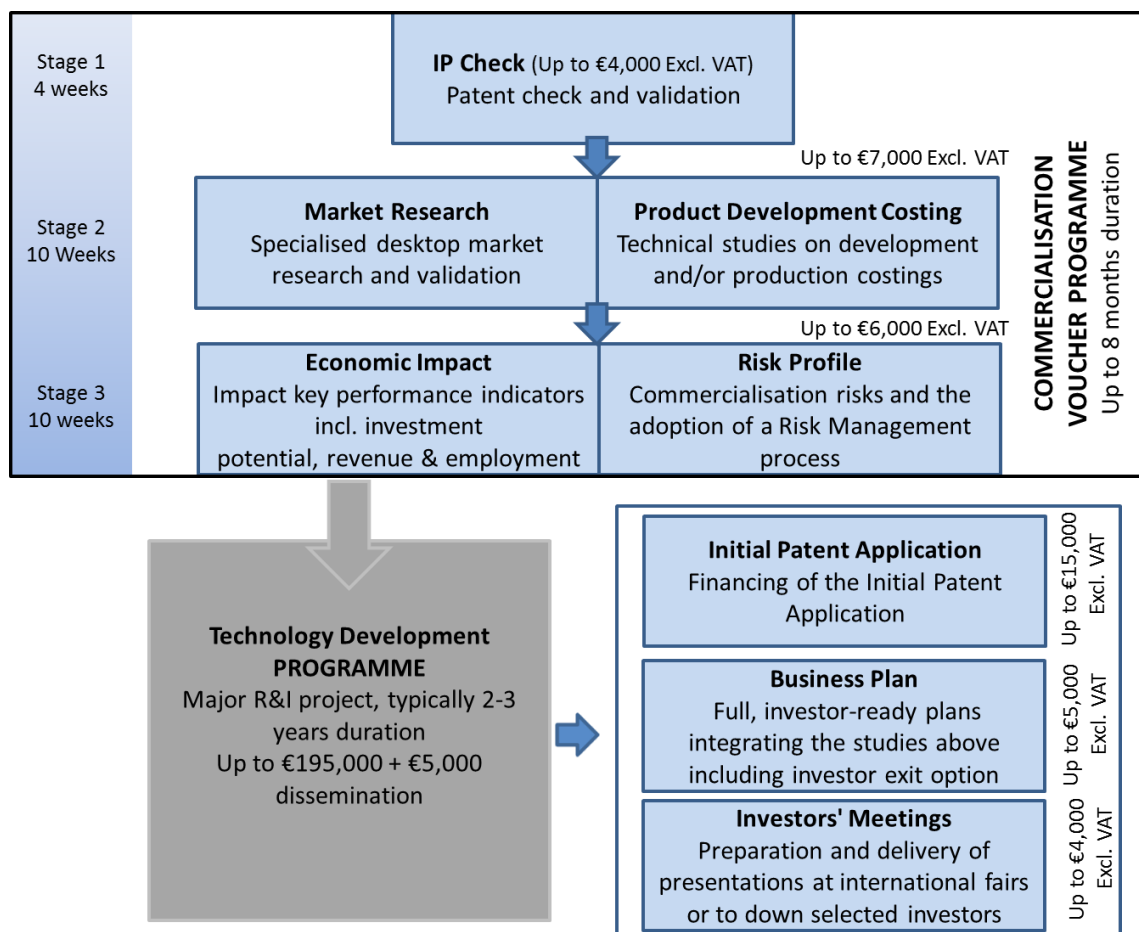 Stage 1
4 weeks
IP Check (Up to €4,000 Excl. VAT)
Patent check and validation
Up to €7,000 Excl. VAT
Stage 2
10 Weeks
Market Research
Specialised desktop market
research and validation
Product Development Costing
Technical studies on development
and/or production costings
Up to €6,000 Excl. VAT
Stage 3
10 weeks
Economic Impact
Impact key performance indicators
incl. investment
potential, revenue & employment
Risk Profile
Commercialisation risks and the
adoption of a Risk Management
process
COMMERCIALISATION
VOUCHER PROGRAMME
Up to 8 months duration
Technology Development
PROGRAMME
Major R&I project, typically 2-3
years duration
Up to €195,000 + €5,000
dissemination
Initial Patent Application
Financing of the Initial Patent
Application
Up to €15,000
Excl. VAT
Business Plan
Full, investor-ready plans
integrating the studies above
including investor exit option
Up to €5,000
Excl. VAT
Investors' Meetings
Preparation and delivery of
presentations at international fairs
or to down selected investors
Up to €4,000
Excl. VAT